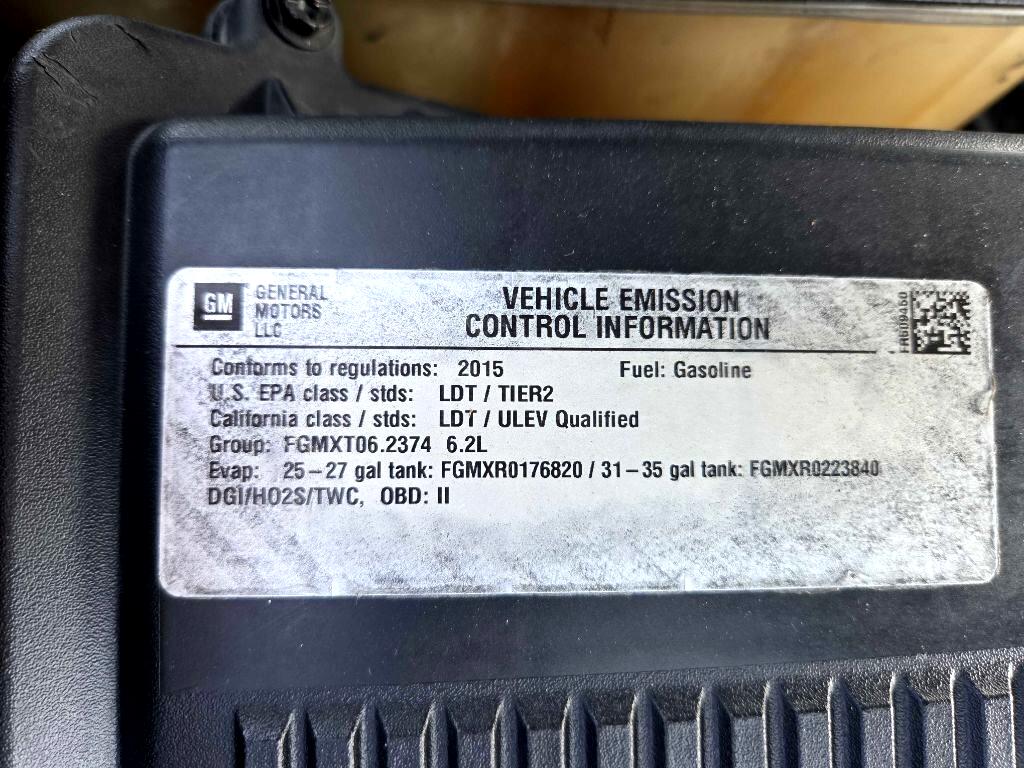 GM
GENERAL
MOTORS
LLC
VEHICLE EMISSION
CONTROL INFORMATION
Conforms to regulations: 2015 Fuel: Gasoline
U.S. EPA class / stds: LDT / TIER2
California class / stds: LDT / ULEV Qualified
Group: FGMXT06.2374 6.2L
Evap: 25–27 gal tank: FGMXR0176820 / 31–35 gal tank: FGMXR0223840
DGI/HO2S/TWC, OBD: II